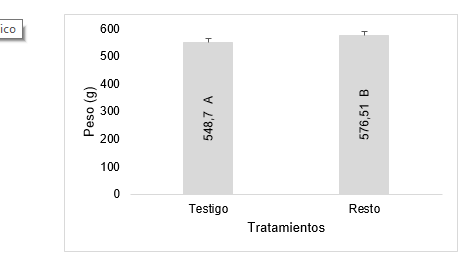 ico
600
500
400
300
200
100
0
Peso (g)
548,7 A
576,51 B
Testigo
Resto
Tratamientos